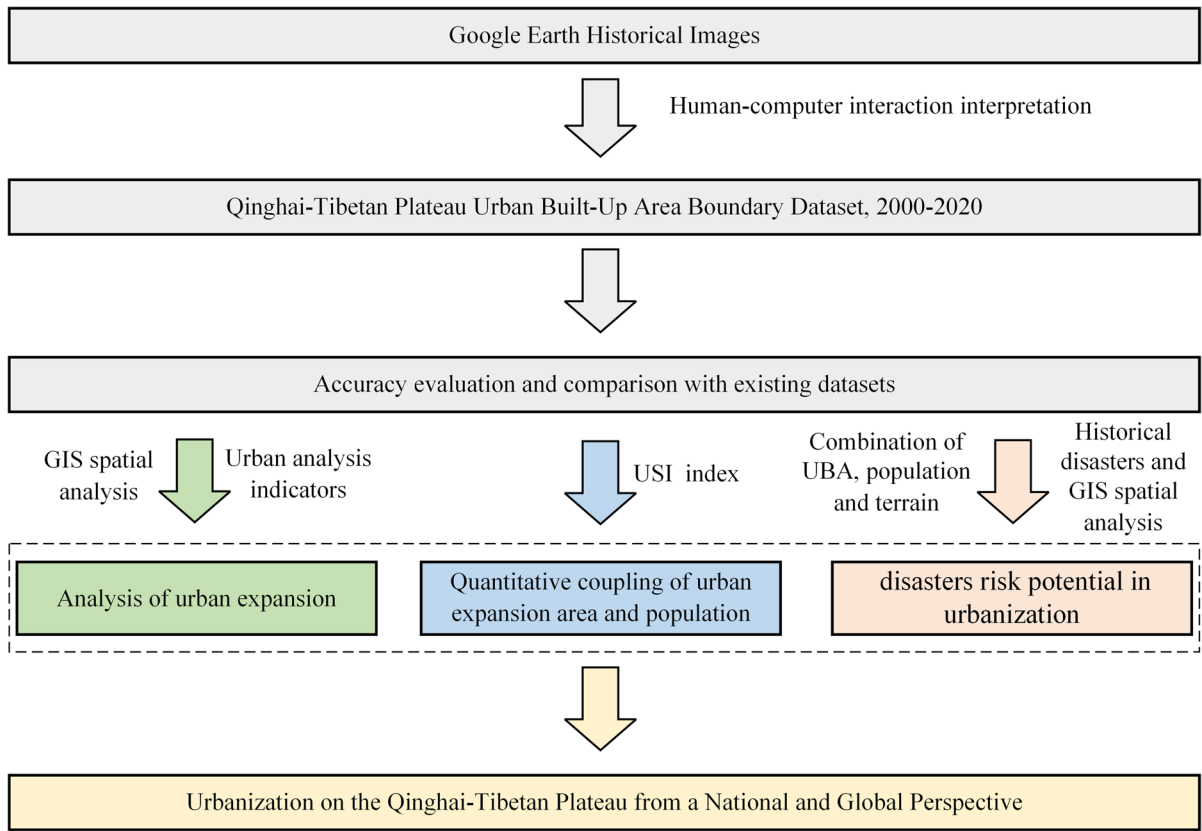 Google Earth Historical Images
Human-computer interaction interpretation
Qinghai-Tibetan Plateau Urban Built-Up Area Boundary Dataset, 2000-2020
Accuracy evaluation and comparison with existing datasets
GIS spatial
analysis
Urban analysis
indicators
USI index
Combination of
UBA, population
and terrain
Historical
disasters and
GIS spatial
analysis
Analysis of urban expansion
Quantitative coupling of urban
expansion area and population
disasters risk potential in
urbanization
Urbanization on the Qinghai-Tibetan Plateau from a National and Global Perspective